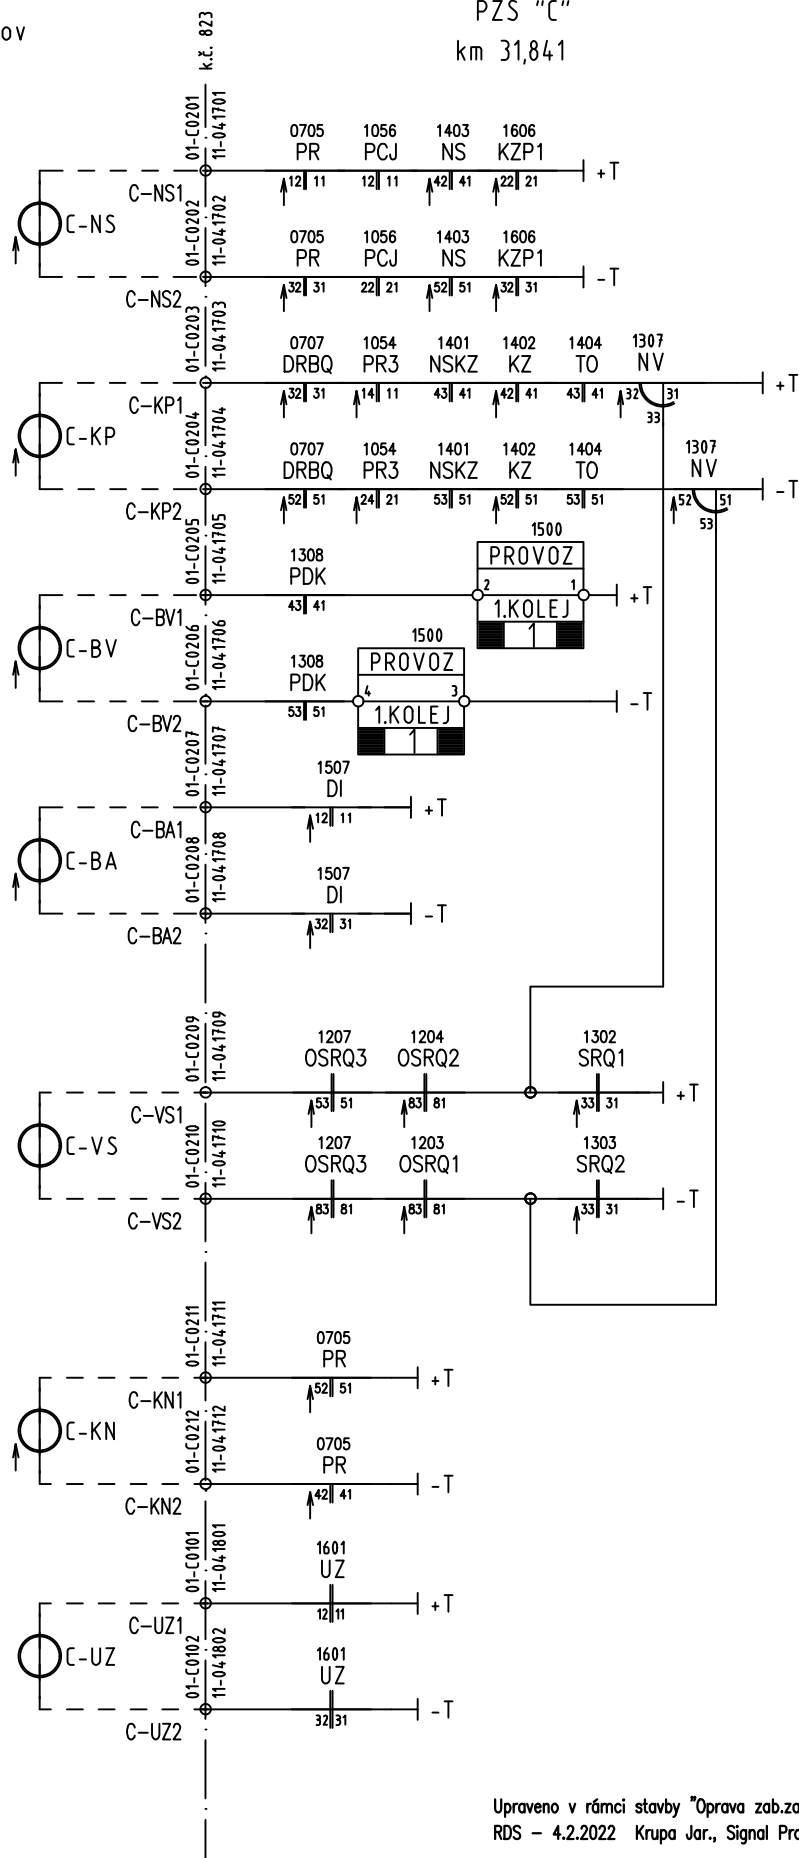 PZS "C"
ov
k.č. 823
km 31,841
01-C0201
11-041701
0705 1056 1403 1606
PR PCJ NS KZP1
12 11 12 11 42 41 22 21
+T
C-NS1
C-NS
01-C0202
11-041702
0705 1056 1403 1606
PR PCJ NS KZP1
32 31 22 21 52 51 32 31
-T
C-NS2
01-C0203
11-041703
0707 1054 1401 1402 1404 1307
DRBQ PR3 NSKZ KZ TO NV
32 31 14 11 43 41 42 41 43 41 32 31
33
+T
C-KP1
C-KP
01-C0204
11-041704
0707 1054 1401 1402 1404 1307
DRBQ PR3 NSKZ KZ TO NV
52 51 24 21 53 51 52 51 53 51 52 51
53
-T
C-KP2
01-C0205
11-041705
1308
PDK
43 41
1500
PROVOZ
2 1
1.KOLEJ
1
+T
C-BV1
C-BV
01-C0206
11-041706
1308
PDK
53 51
1500
PROVOZ
4 3
1.KOLEJ
1
-T
C-BV2
01-C0207
11-041707
1507
DI
12 11
+T
C-BA1
C-BA
01-C0208
11-041708
1507
DI
32 31
-T
C-BA2
01-C0209
11-041709
1207 1204 1302
OSRQ3 OSRQ2 SRQ1
53 51 83 81 33 31
+T
C-VS1
C-VS
01-C0210
11-041710
1207 1203 1303
OSRQ3 OSRQ1 SRQ2
83 81 83 81 33 31
-T
C-VS2
01-C0211
11-041711
0705
PR
52 51
+T
C-KN1
C-KN
01-C0212
11-041712
0705
PR
42 41
-T
C-KN2
01-C0101
11-041801
1601
UZ
12 11
+T
C-UZ1
C-UZ
01-C0102
11-041802
1601
UZ
32 31
-T
C-UZ2
Upraveno v rámci stavby "Oprava zab.za
RDS - 4.2.2022 Krupa Jar., Signal Pro